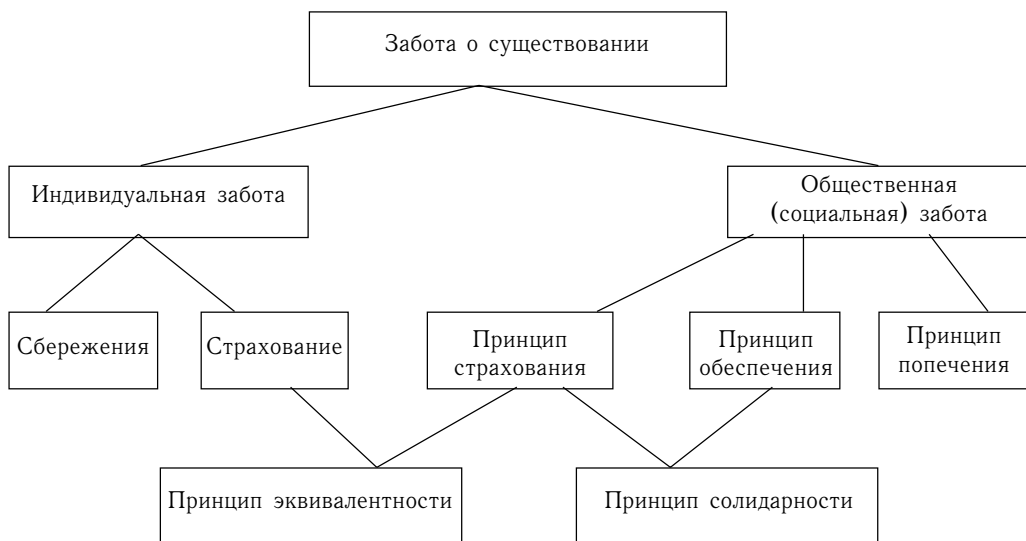 Забота о существовании
Индивидуальная забота
Общественная
(социальная) забота
Сбережения
Страхование
Принцип
страхования
Принцип
обеспечения
Принцип
попечения
Принцип эквивалентности
Принцип солидарности